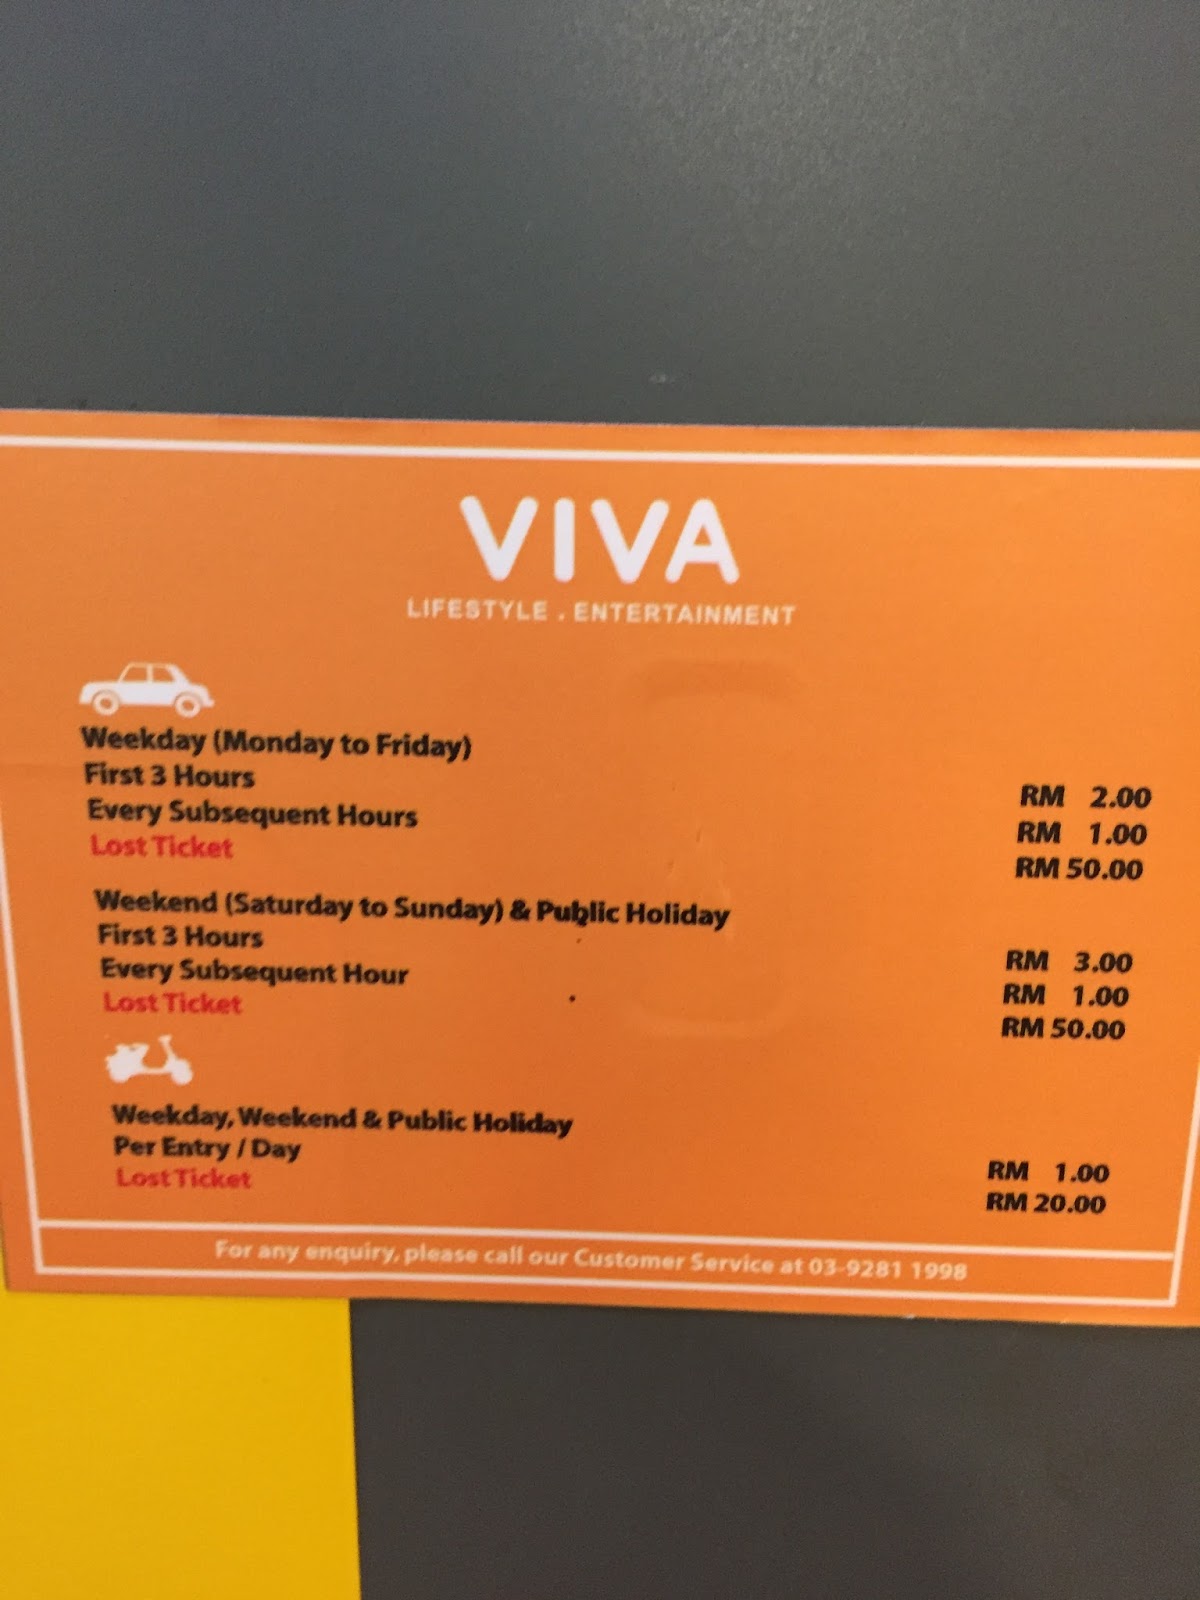 VIVA
LIFESTYLE . ENTERTAINMENT
Weekday (Monday to Friday)
First 3 Hours RM 2.00
Every Subsequent Hours RM 1.00
Lost Ticket RM 50.00
Weekend (Saturday to Sunday) & Public Holiday
First 3 Hours RM 3.00
Every Subsequent Hour RM 1.00
Lost Ticket RM 50.00
Weekday, Weekend & Public Holiday
Per Entry / Day RM 1.00
Lost Ticket RM 20.00
For any enquiry, please call our Customer Service at 03-9281 1998